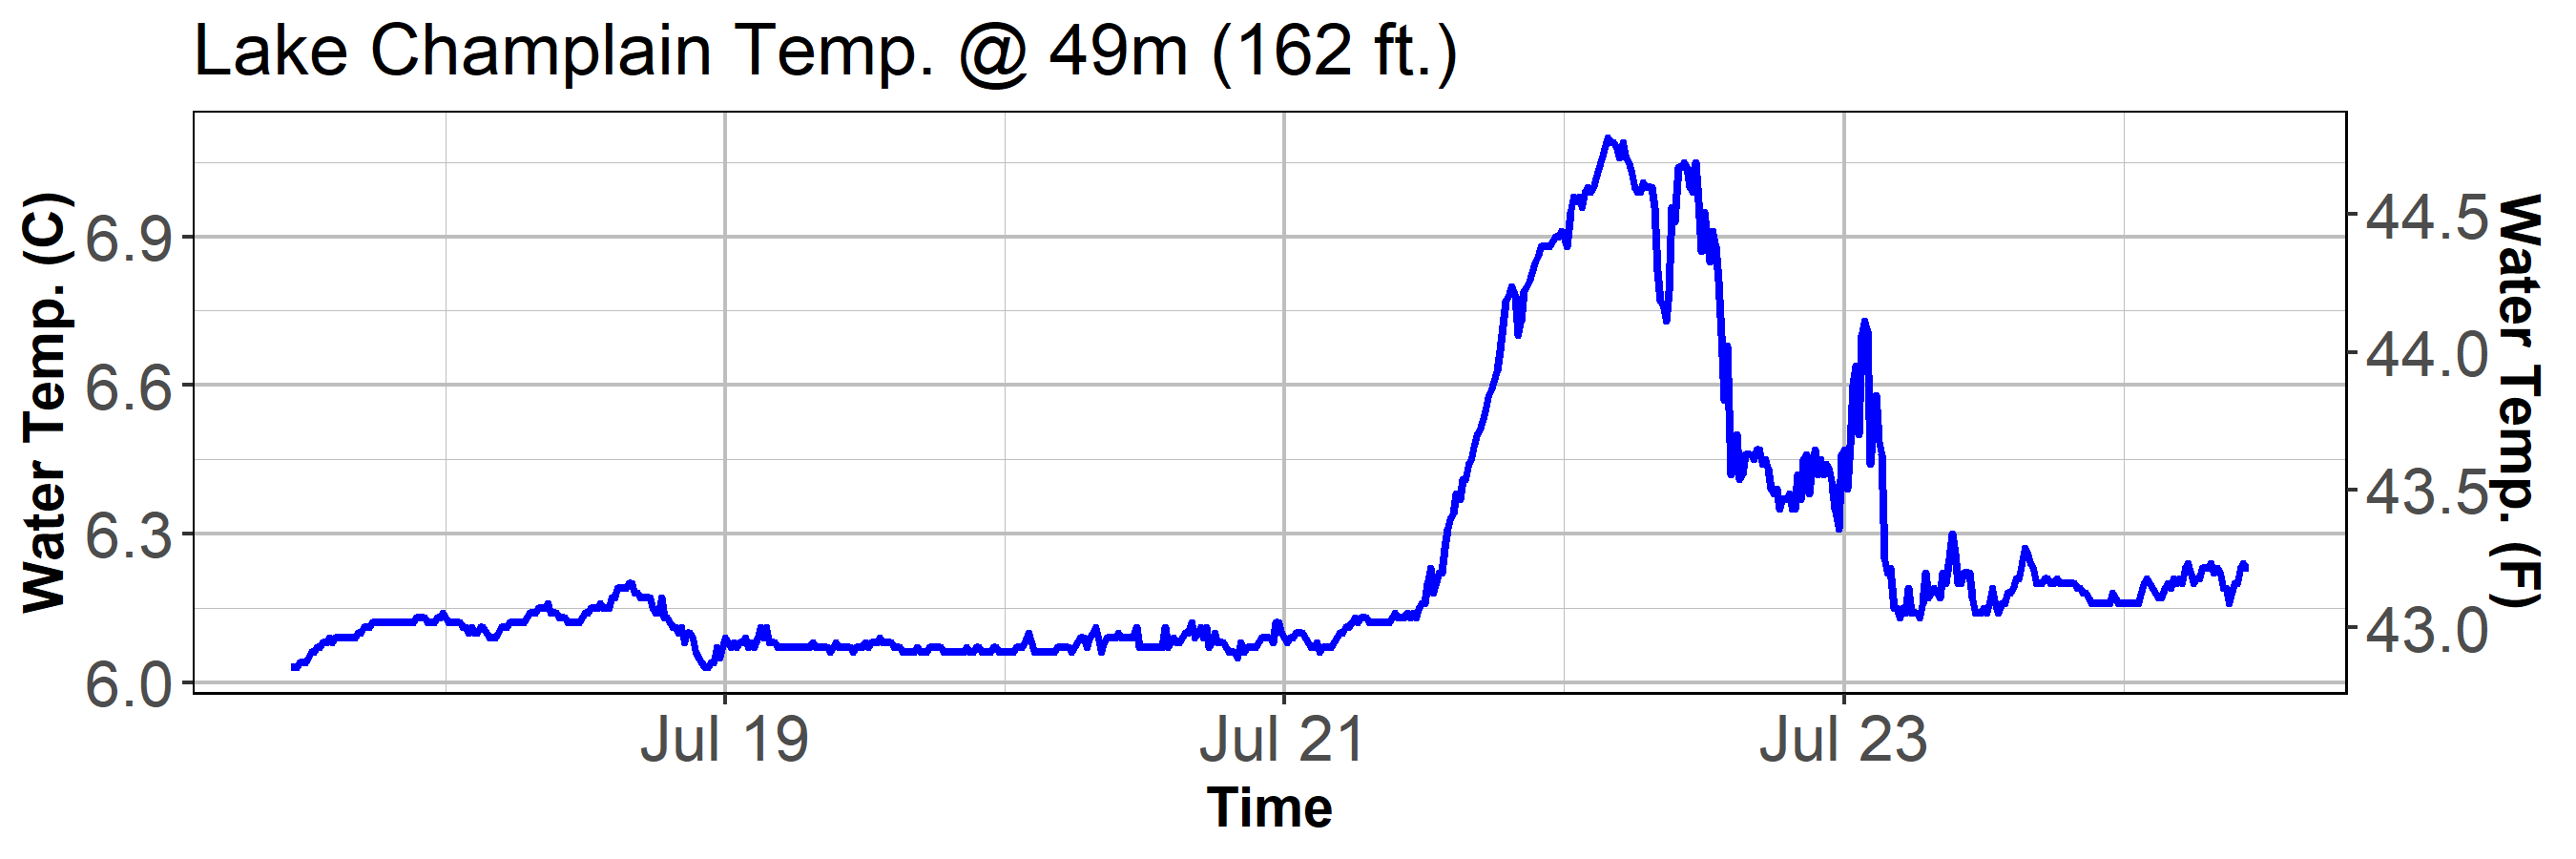 Lake Champlain Temp. @ 49m (162 ft.)
Water Temp. (C)
6.9
6.6
6.3
6.0
44.5
44.0
43.5
43.0
Water Temp. (F)
Jul 19
Jul 21
Jul 23
Time